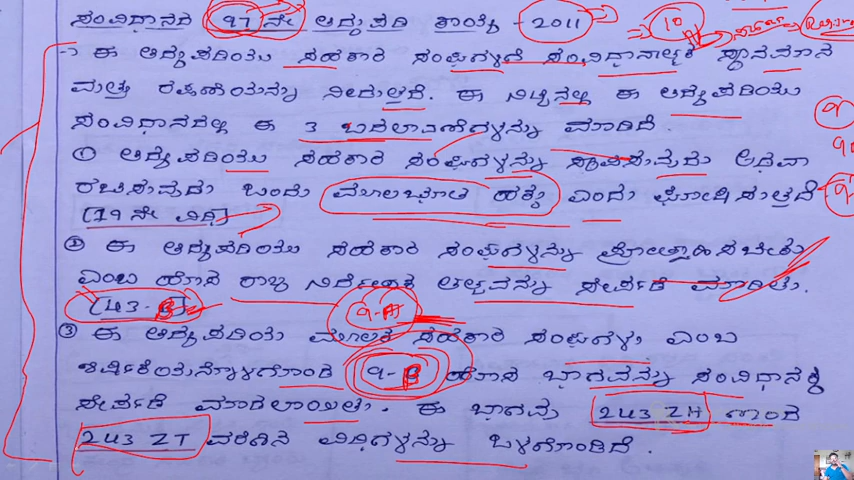 ಸಂವಿಧಾನದ 97 ನೇ ತಿದ್ದುಪಡಿ ಕಾಯ್ದೆ - 2011
10
-> ಈ ತಿದ್ದುಪಡಿಯು ಸಹಕಾರ ಸಂಘಗಳಿಗೆ ಸಂವಿಧಾನಾತ್ಮಕ ಸ್ಥಾನಮಾನ
ಮತ್ತು ರಕ್ಷಣೆಯನ್ನು ನೀಡುತ್ತದೆ. ಈ ನಿಟ್ಟಿನಲ್ಲಿ ಈ ತಿದ್ದುಪಡಿಯು
ಸಂವಿಧಾನದಲ್ಲಿ ಈ 3 ಬದಲಾವಣೆಗಳನ್ನು ಮಾಡಿದೆ
① ತಿದ್ದುಪಡಿಯು ಸಹಕಾರ ಸಂಘಗಳನ್ನು ಸ್ಥಾಪಿಸುವುದು ಅಥವಾ
ರಚಿಸುವುದು ಒಂದು ಮೂಲಭೂತ ಹಕ್ಕು ಎಂದು ಘೋಷಿಸುತ್ತದೆ
[19 ನೇ ವಿಧಿ]
② ಈ ತಿದ್ದುಪಡಿಯು ಸಹಕಾರ ಸಂಘಗಳನ್ನು ಪ್ರೋತ್ಸಾಹಿಸಬೇಕು
ಎಂಬ ಹೊಸ ರಾಜ್ಯ ನಿರ್ದೇಶಕ ತತ್ವವನ್ನು ಸೇರ್ಪಡೆ ಮಾಡಿತು.
[43-B]
9-A
③ ಈ ತಿದ್ದುಪಡಿಯ ಮೂಲಕ ಸಹಕಾರ ಸಂಘಗಳು ಎಂಬ
ಶೀರ್ಷಿಕೆಯನ್ನೊಳಗೊಂಡ 9-B ಹೊಸ ಭಾಗವನ್ನು ಸಂವಿಧಾನಕ್ಕೆ
ಸೇರ್ಪಡೆ ಮಾಡಲಾಯಿತು. ಈ ಭಾಗವು 243 ZH ಇಂದ
243 ZT ವರೆಗಿನ ವಿಧಿಗಳನ್ನು ಒಳಗೊಂಡಿದೆ.